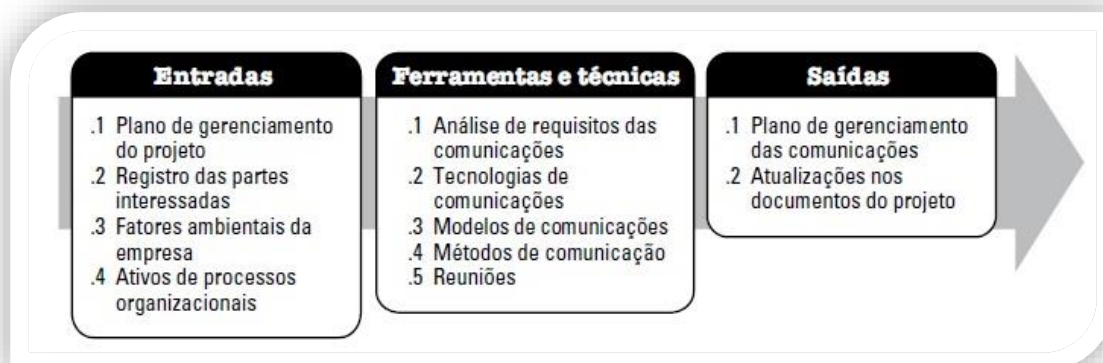 Entradas
.1 Plano de gerenciamento
do projeto
.2 Registro das partes
interessadas
.3 Fatores ambientais da
empresa
.4 Ativos de processos
organizacionais
Ferramentas e técnicas
.1 Análise de requisitos das
comunicações
.2 Tecnologias de
comunicações
.3 Modelos de comunicações
.4 Métodos de comunicação
.5 Reuniões
Saídas
.1 Plano de gerenciamento
das comunicações
.2 Atualizações nos
documentos do projeto